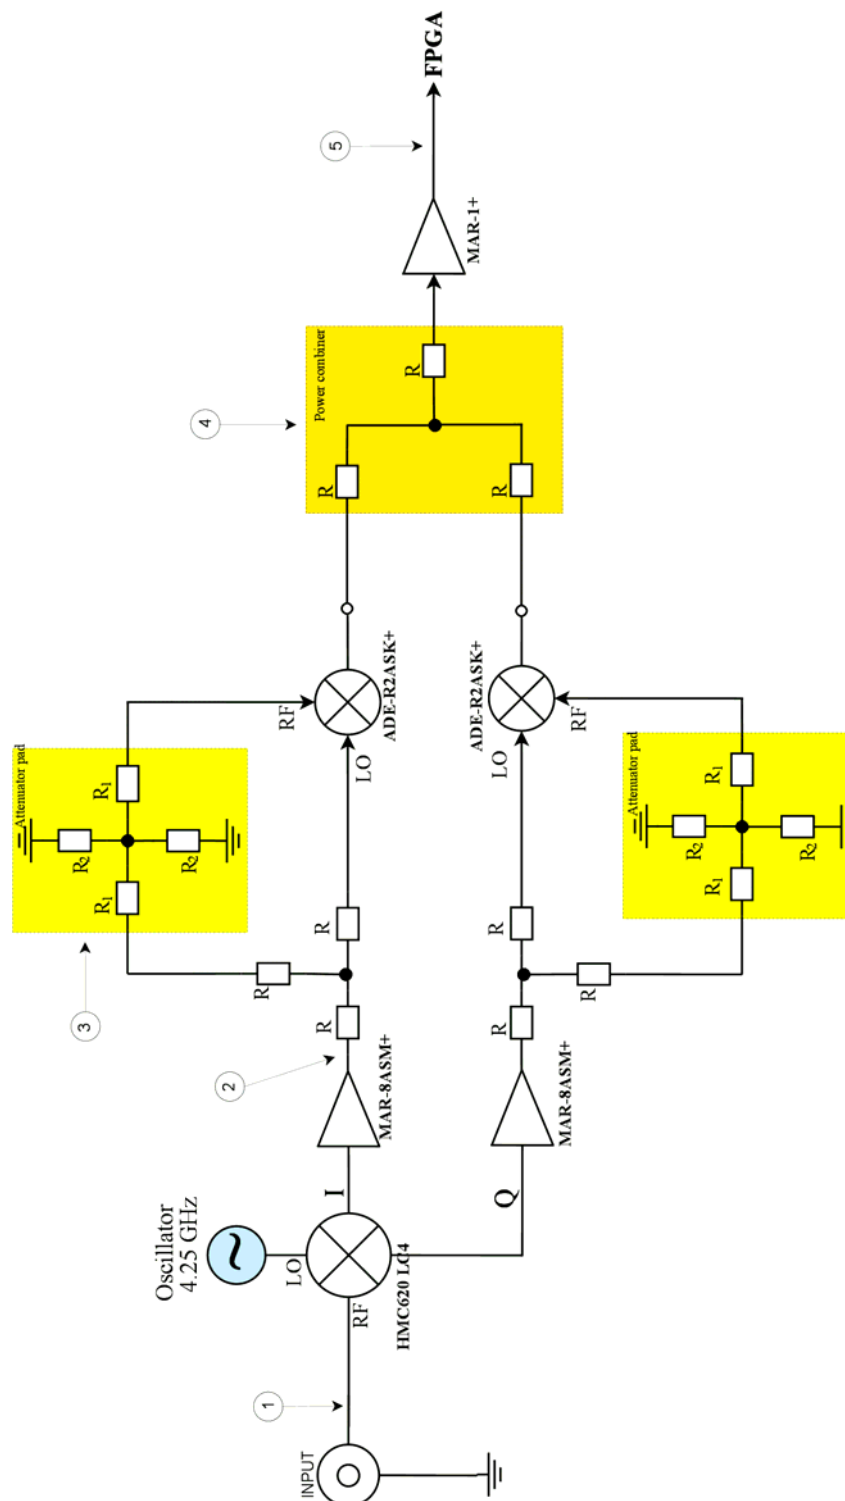 INPUT
1
RF
HMC620 LC4
LO
Oscillator
4.25 GHz
I
Q
MAR-8ASM+
MAR-8ASM+
2
R
R
R
R
R
R
3
Attenuator pad
R1
R2
R2
R1
Attenuator pad
R1
R2
R2
R1
LO
RF
ADE-R2ASK+
LO
RF
ADE-R2ASK+
4
Power combiner
R
R
R
MAR-1+
5
FPGA